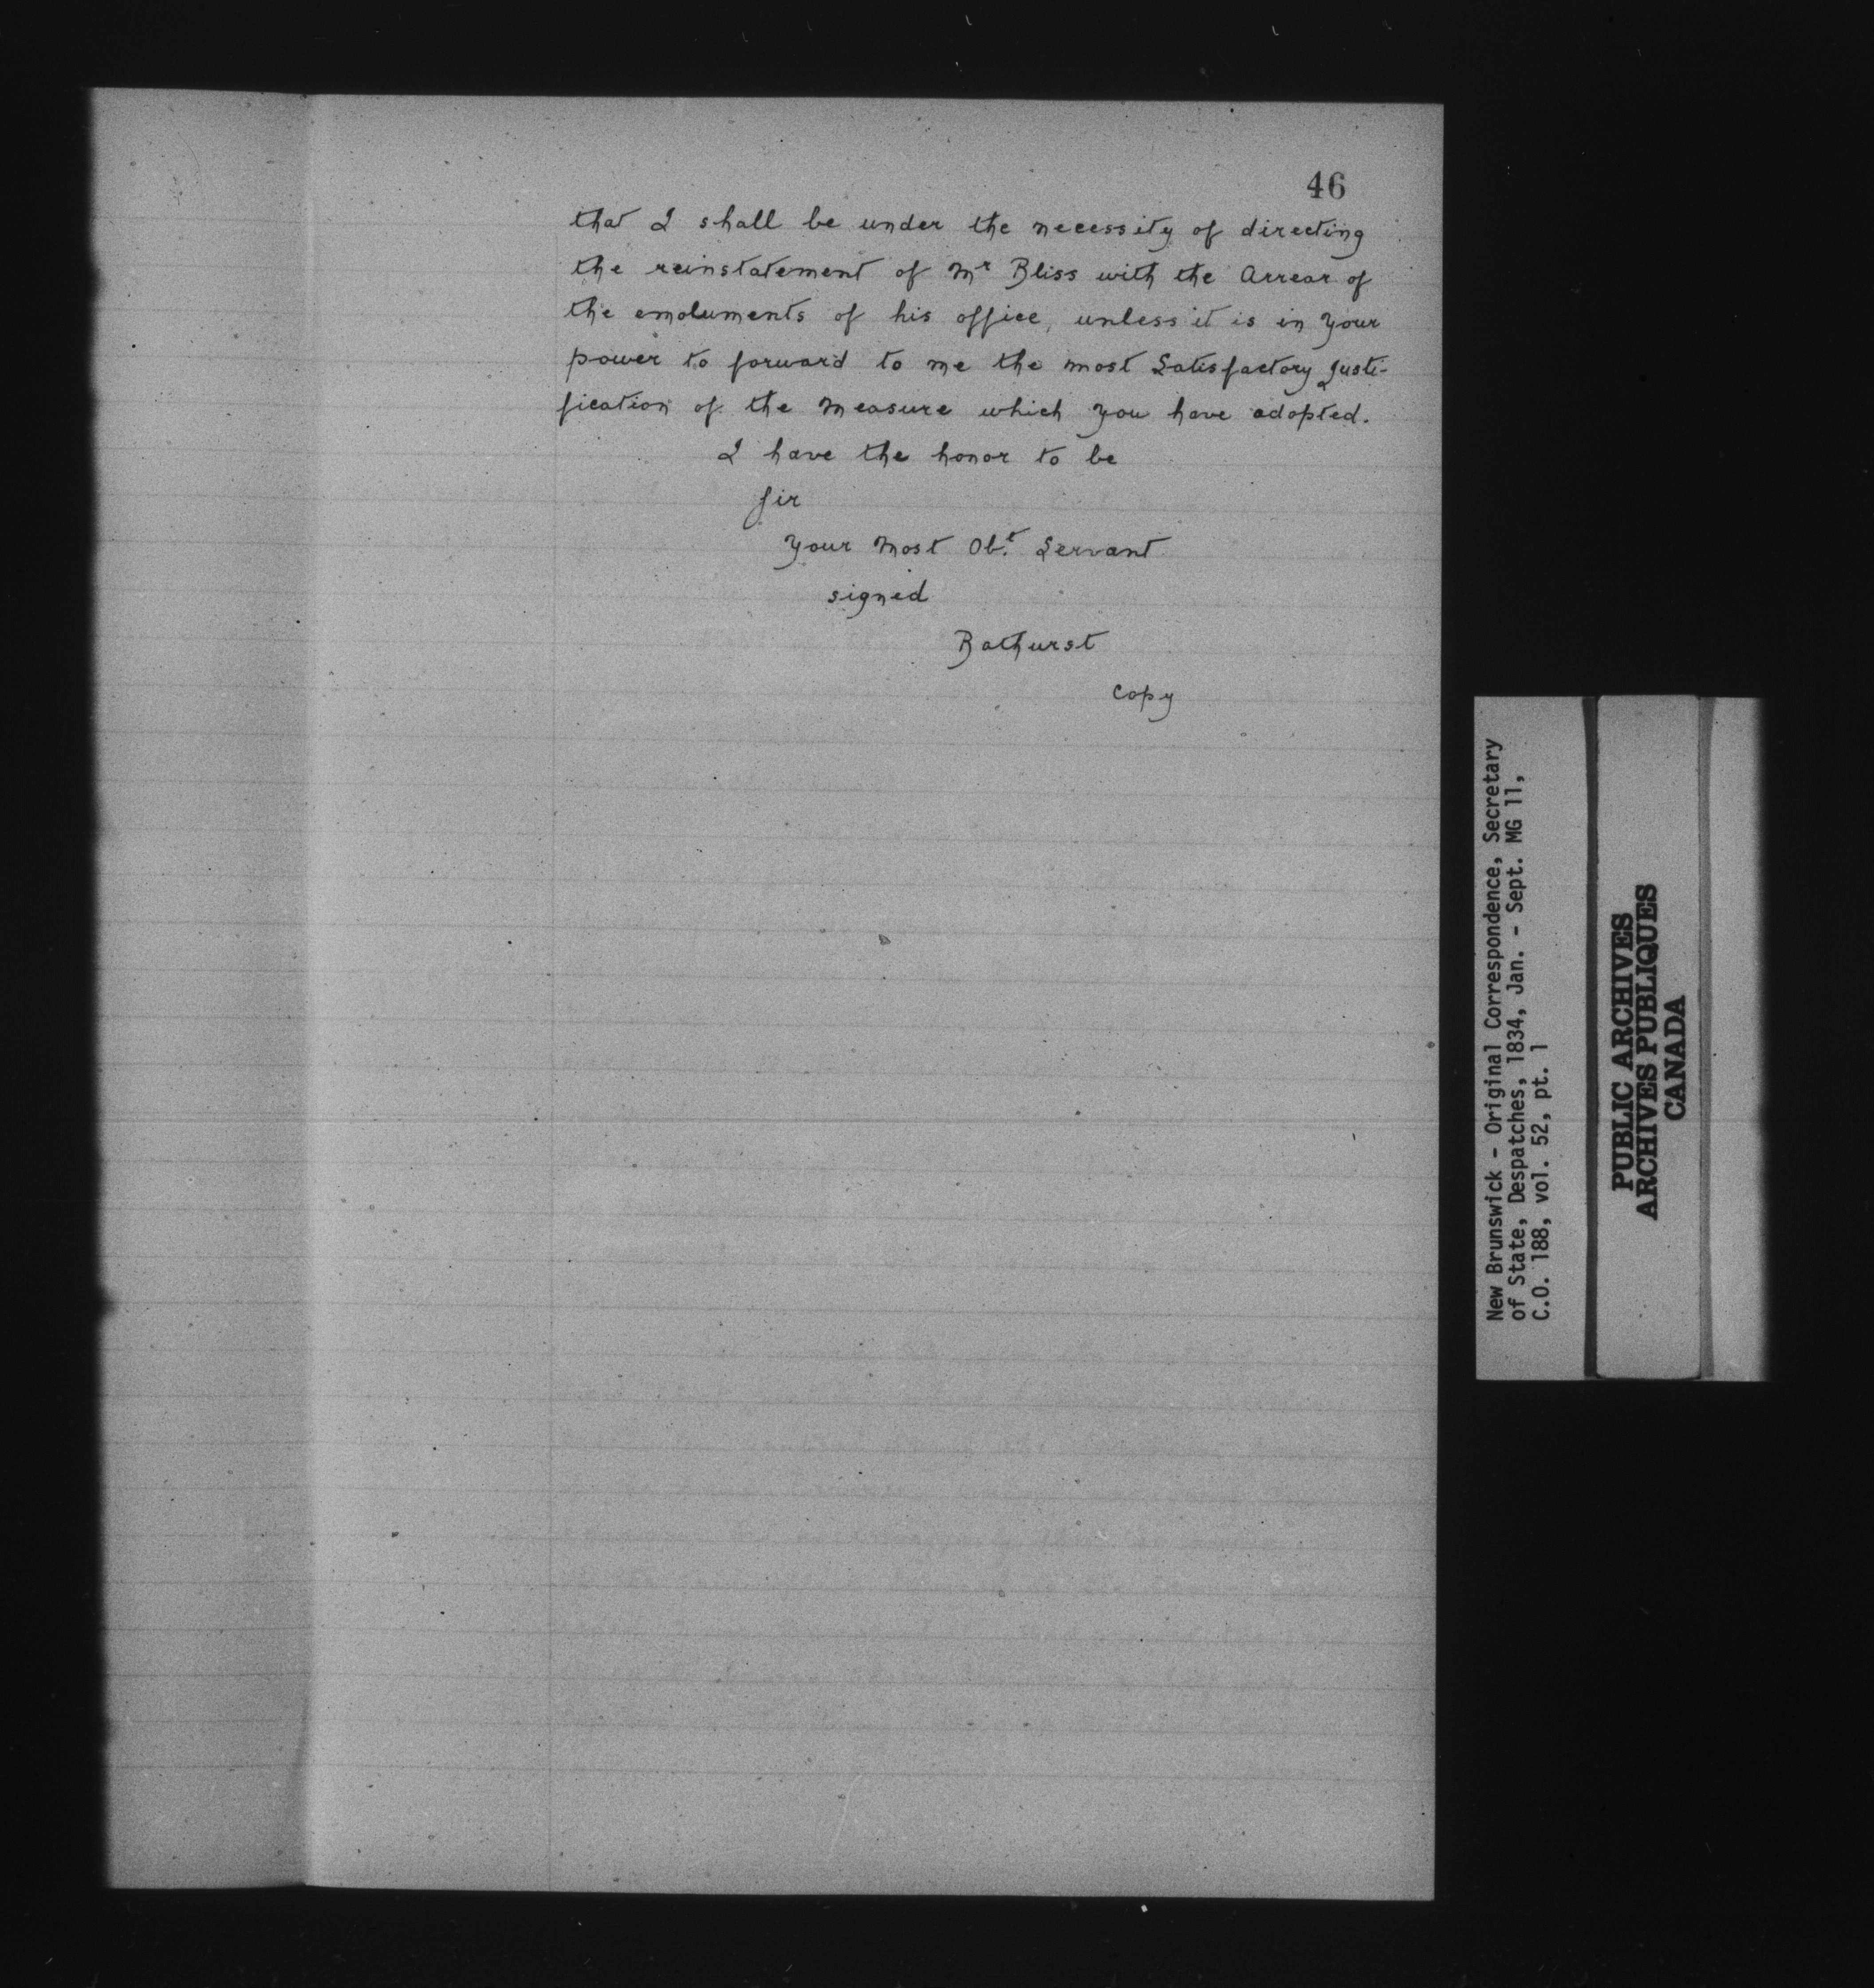 46
that I shall be under the necessity of directing
the reinstatement of Mr Bliss with the Arrear of
the emoluments of his office, unless it is in your
power to forward to me the most Satisfactory Justi-
fication of the Measure which you have adopted.
I have the honor to be
Sir
Your Most Obt Servant
signed
Bathurst
Copy
New Brunswick - Original Correspondence, Secretary
of State, Despatches, 1834, Jan. - Sept. MG 11,
C.O. 188, vol. 52, pt. 1
PUBLIC ARCHIVES
ARCHIVES PUBLIQUES
CANADA